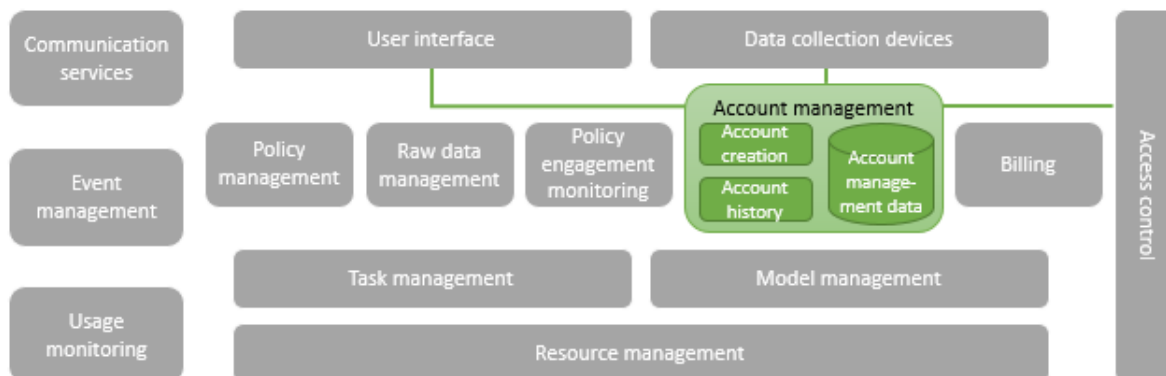 Communication
services
User interface
Data collection devices
Account management
Account
creation
Account
history
Account
manage-
ment data
Policy
management
Raw data
management
Policy
engagement
monitoring
Billing
Event
management
Access control
Task management
Model management
Usage
monitoring
Resource management